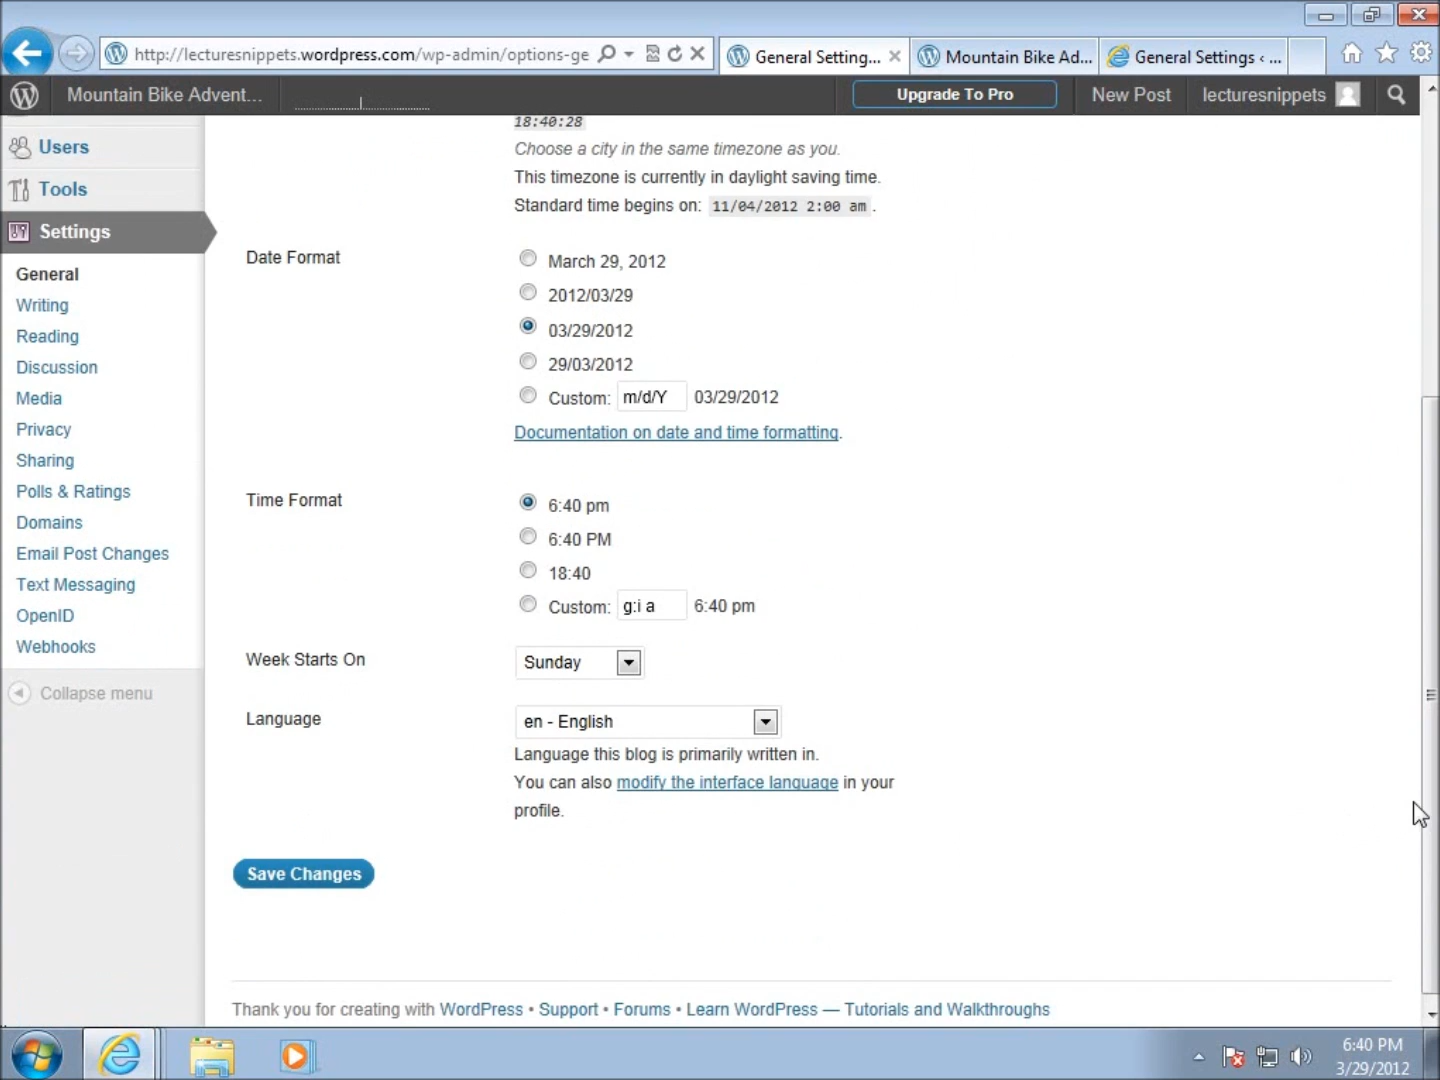 http://lecturesnippets.wordpress.com/wp-admin/options-ge
General Setting...
Mountain Bike Ad...
General Settings ‹ ...
Mountain Bike Advent...
Upgrade To Pro
New Post
lecturesnippets
18:40:28
Users
Choose a city in the same timezone as you.
This timezone is currently in daylight saving time.
Tools
Standard time begins on: 11/04/2012 2:00 am .
Settings
General
Writing
Reading
Discussion
Media
Privacy
Sharing
Polls & Ratings
Domains
Email Post Changes
Text Messaging
OpenID
Webhooks
Collapse menu
Date Format
March 29, 2012
2012/03/29
03/29/2012
29/03/2012
Custom: m/d/Y 03/29/2012
Documentation on date and time formatting.
Time Format
6:40 pm
6:40 PM
18:40
Custom: g:i a 6:40 pm
Week Starts On
Sunday
Language
en - English
Language this blog is primarily written in.
You can also modify the interface language in your
profile.
Save Changes
Thank you for creating with WordPress • Support • Forums • Learn WordPress — Tutorials and Walkthroughs
6:40 PM
3/29/2012